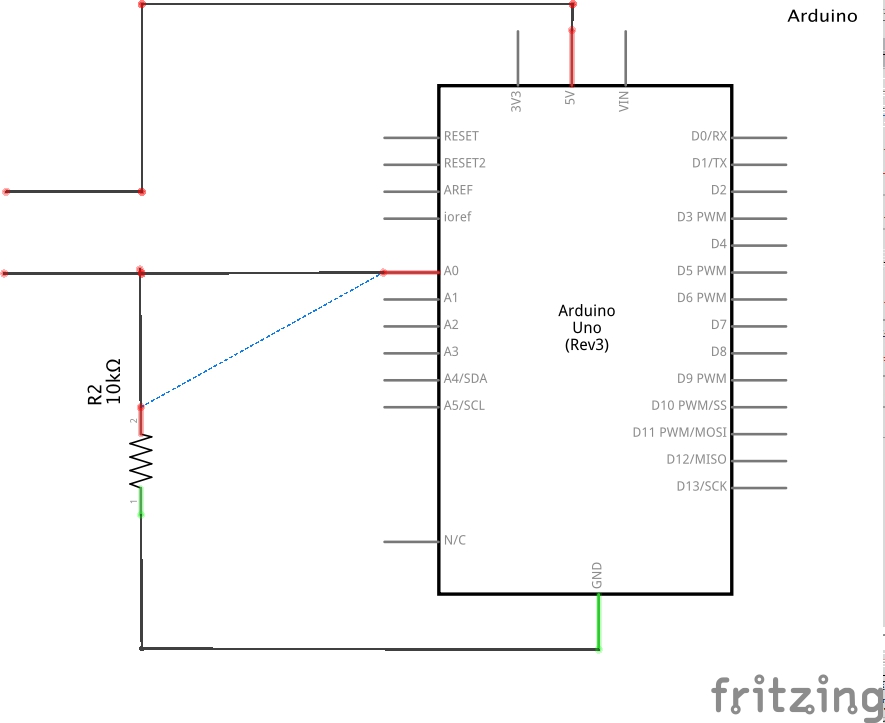 Arduino
3V3
5V
VIN
RESET
RESET2
AREF
ioref
A0
A1
A2
A3
A4/SDA
A5/SCL
N/C
D0/RX
D1/TX
D2
D3 PWM
D4
D5 PWM
D6 PWM
D7
D8
D9 PWM
D10 PWM/SS
D11 PWM/MOSI
D12/MISO
D13/SCK
Arduino
Uno
(Rev3)
GND
R2
10kΩ
2
1
fritzing